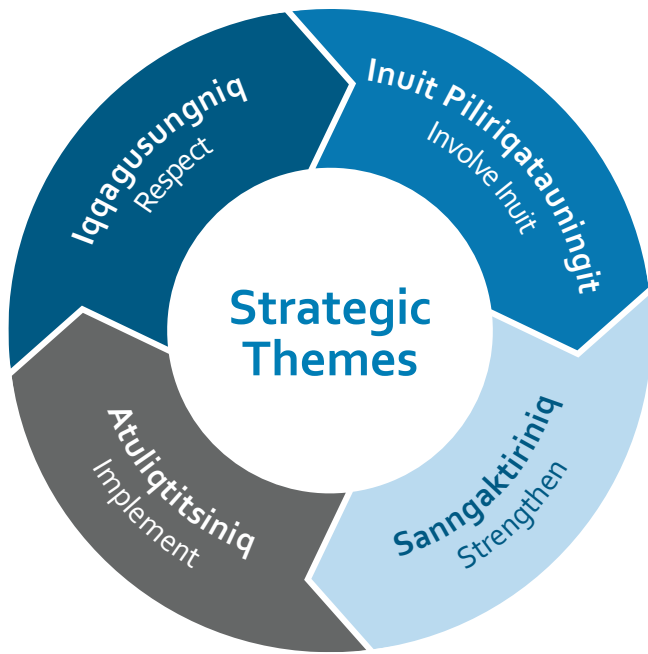 Strategic
Themes
Iqqagusungniq
Respect
Inuit Piliriqatauningit
Involve Inuit
Sanngaktiriniq
Strengthen
Atuliqtitsiniq
Implement